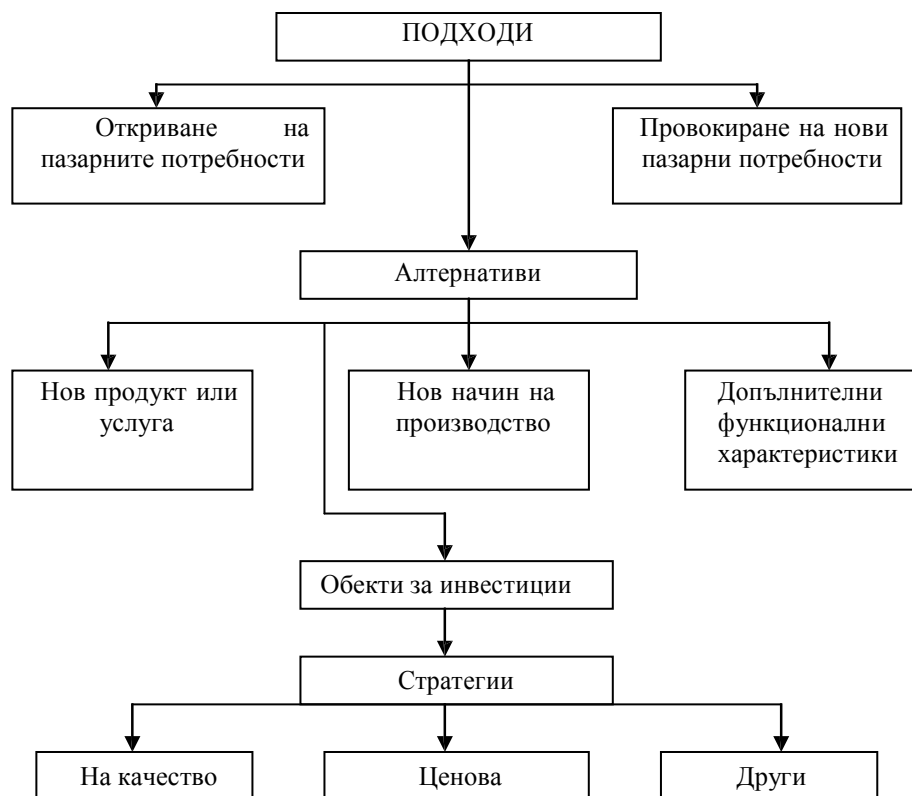 ПОДХОДИ
Откриване на
пазарните потребности
Провокиране на нови
пазарни потребности
Алтернативи
Нов продукт или
услуга
Нов начин на
производство
Допълнителни
функционални
характеристики
Обекти за инвестиции
Стратегии
На качество
Ценова
Други